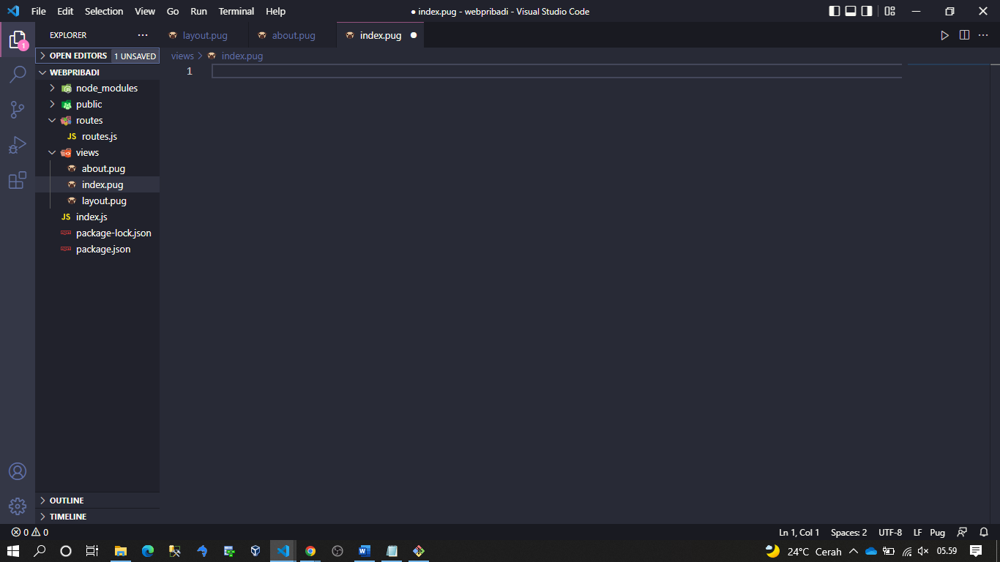 File Edit Selection View Go Run Terminal Help
● index.pug - webpribadi - Visual Studio Code
EXPLORER ···
layout.pug about.pug index.pug ●
OPEN EDITORS 1 UNSAVED
views > index.pug
WEBPRIBADI
1
node_modules
public
routes
JS routes.js
views
about.pug
index.pug
layout.pug
JS index.js
package-lock.json
package.json
1
OUTLINE
TIMELINE
0 0
Ln 1, Col 1 Spaces: 2 UTF-8 LF Pug
24°C Cerah 05.59